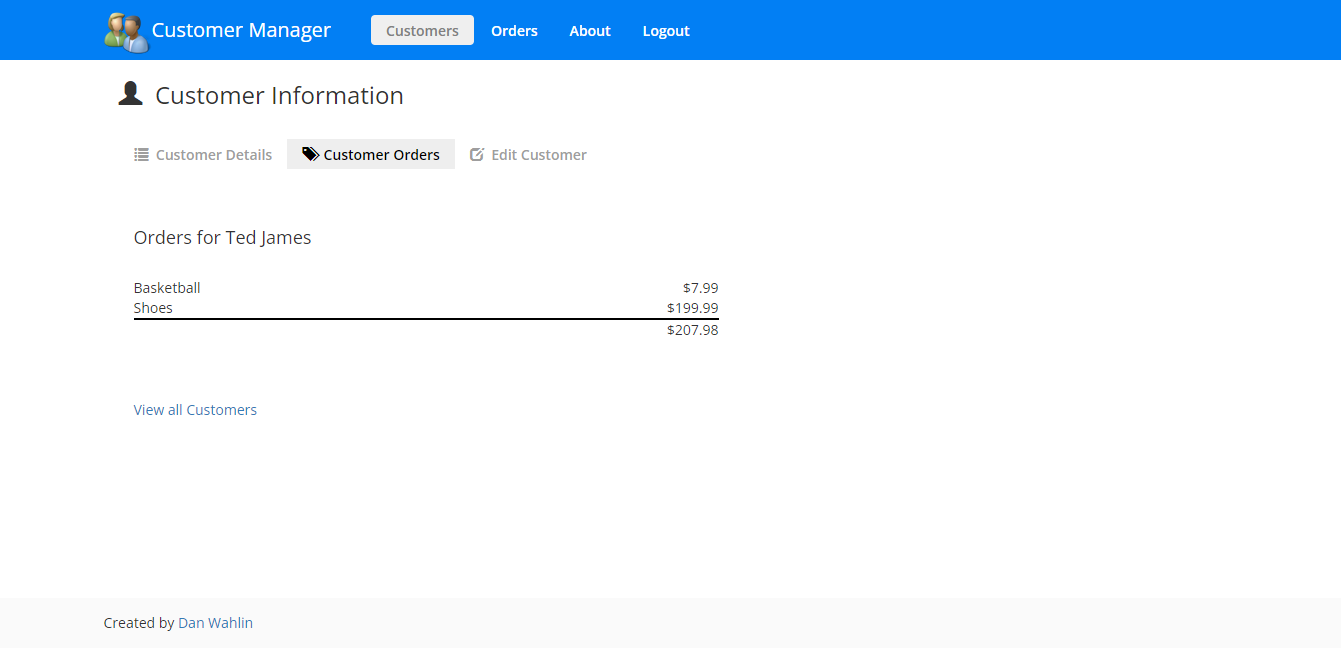 Customer Manager Customers Orders About Logout
Customer Information
Customer Details Customer Orders Edit Customer
Orders for Ted James
Basketball $7.99
Shoes $199.99
$207.98
View all Customers
Created by Dan Wahlin